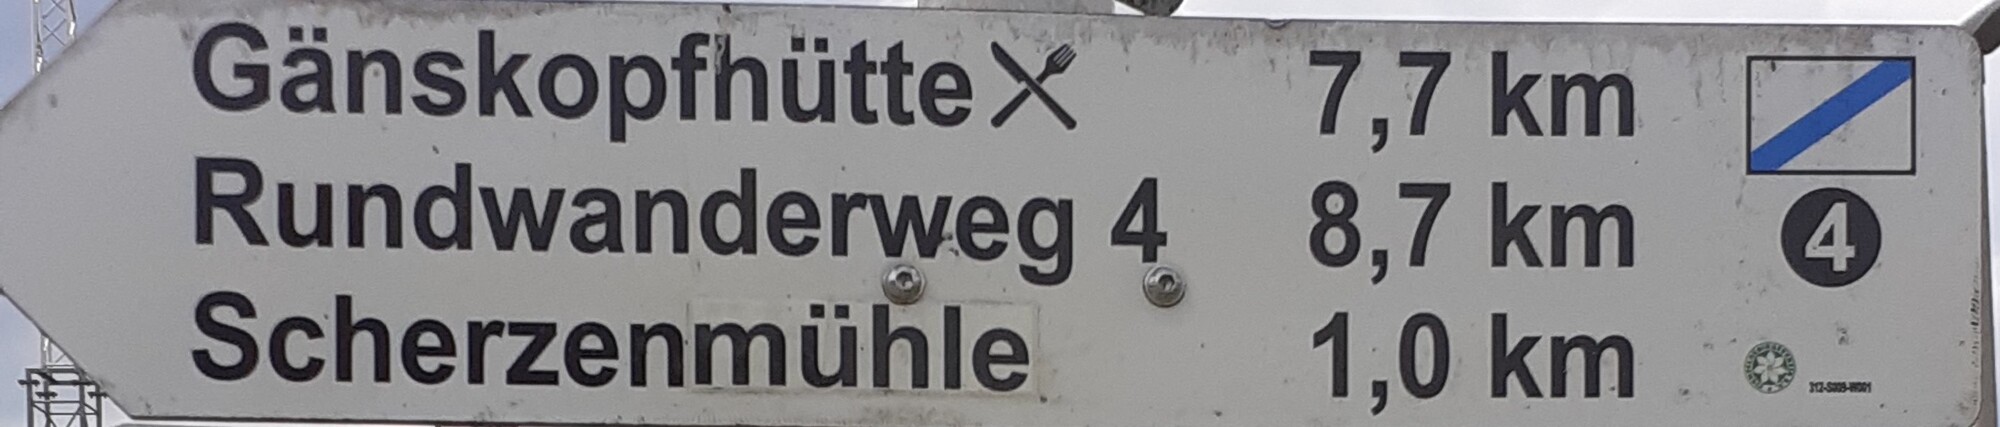 Gänskopfhütte 7,7 km
Rundwanderweg 4 8,7 km 4
Scherzenmühle 1,0 km